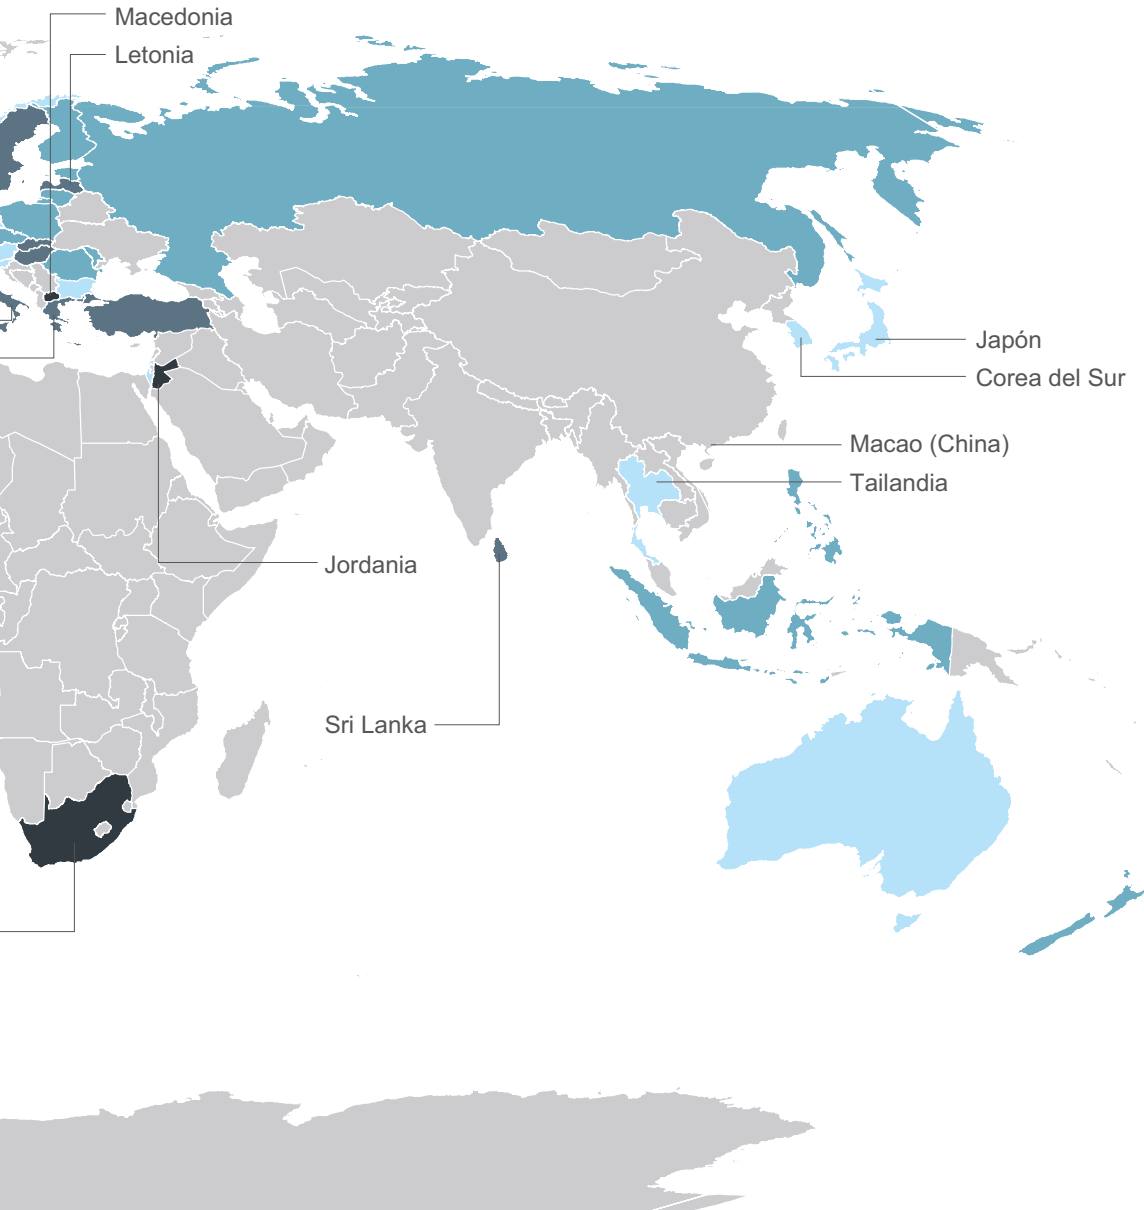 Macedonia
Letonia
Japón
Corea del Sur
Macao (China)
Tailandia
Jordania
Sri Lanka